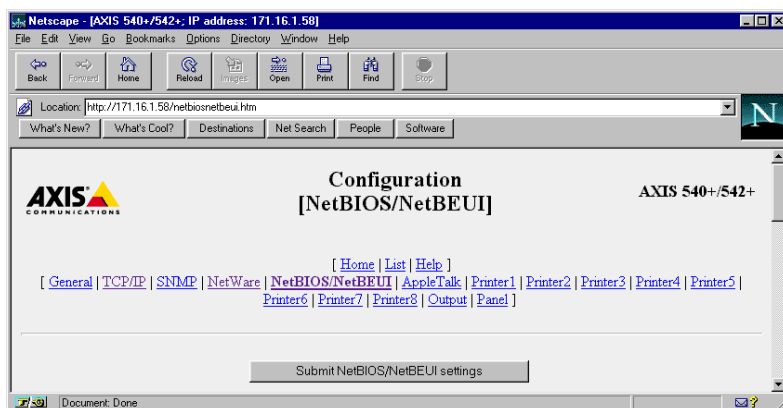 Netscape - [AXIS 540+/542+; IP address: 171.16.1.58]
File Edit View Go Bookmarks Options Directory Window Help
Back Forward Home Reload Images Open Print Find Stop
Location: http://171.16.1.58/netbiosnetbeui.htm
What's New? What's Cool? Destinations Net Search People Software
N
AXIS
COMMUNICATIONS
Configuration
[NetBIOS/NetBEUI]
AXIS 540+/542+
[ Home | List | Help ]
[ General | TCP/IP | SNMP | NetWare | NetBIOS/NetBEUI | AppleTalk | Printer1 | Printer2 | Printer3 | Printer4 | Printer5 |
Printer6 | Printer7 | Printer8 | Output | Panel ]
Submit NetBIOS/NetBEUI settings
Document: Done